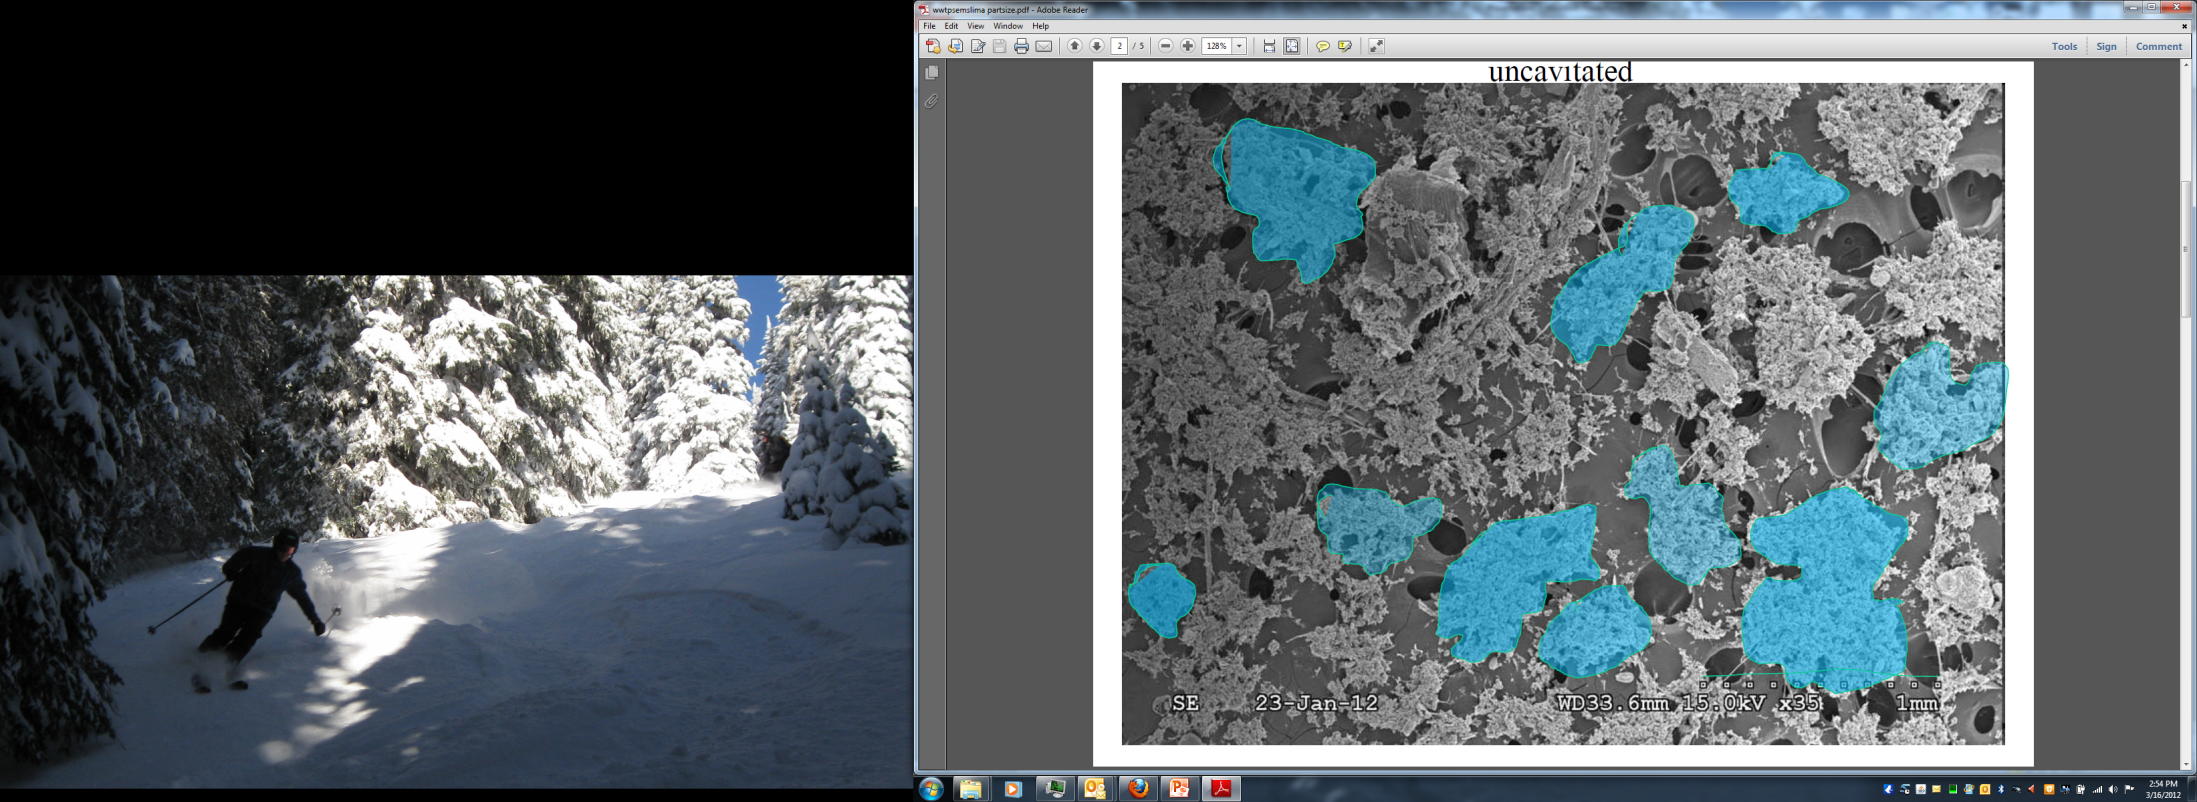 wwtpsemslima partsize.pdf - Adobe Reader
File Edit View Window Help
2 / 5 128% Tools Sign Comment
uncavitated
SE 23-Jan-12 WD33.6mm 15.0kV x35 1mm
2:54 PM
3/16/2012